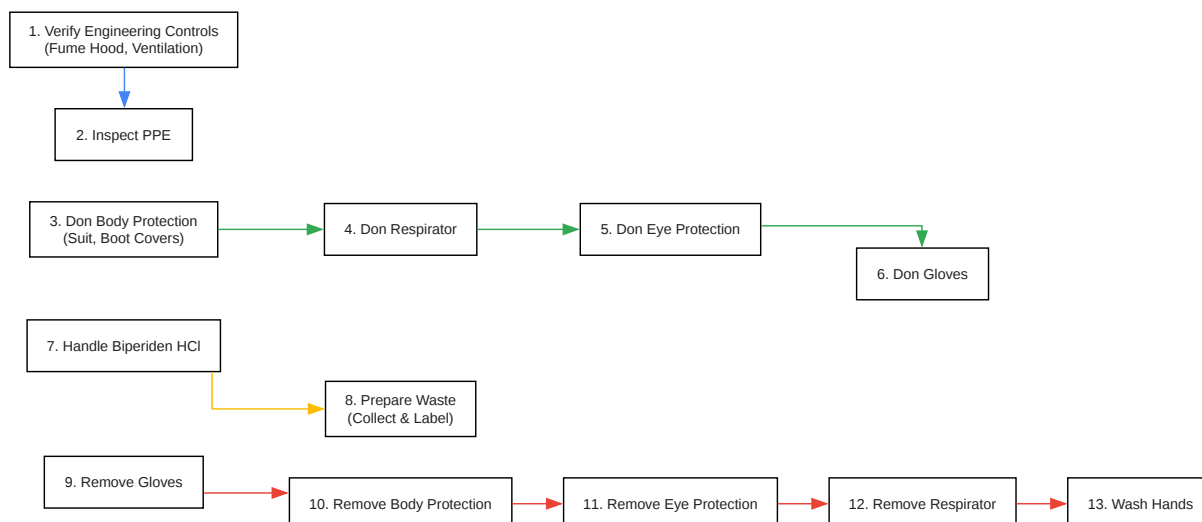 1. Verify Engineering Controls
(Fume Hood, Ventilation)
2. Inspect PPE
3. Don Body Protection
(Suit, Boot Covers)
4. Don Respirator
5. Don Eye Protection
6. Don Gloves
7. Handle Biperiden HCl
8. Prepare Waste
(Collect & Label)
9. Remove Gloves
10. Remove Body Protection
11. Remove Eye Protection
12. Remove Respirator
13. Wash Hands